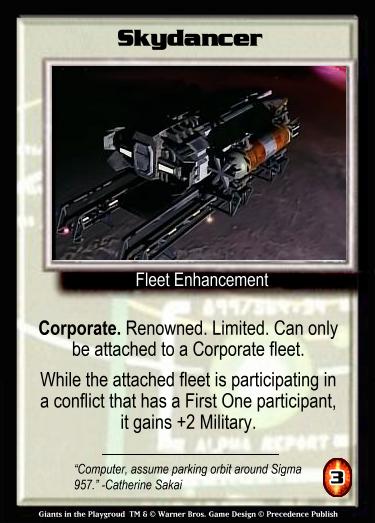 Skydancer
Fleet Enhancement
Corporate. Renowned. Limited. Can only
be attached to a Corporate fleet.
While the attached fleet is participating in
a conflict that has a First One participant,
it gains +2 Military.
“Computer, assume parking orbit around Sigma
957.” -Catherine Sakai
3
Giants in the Playgroud TM & © Warner Bros. Game Design © Precedence Publish